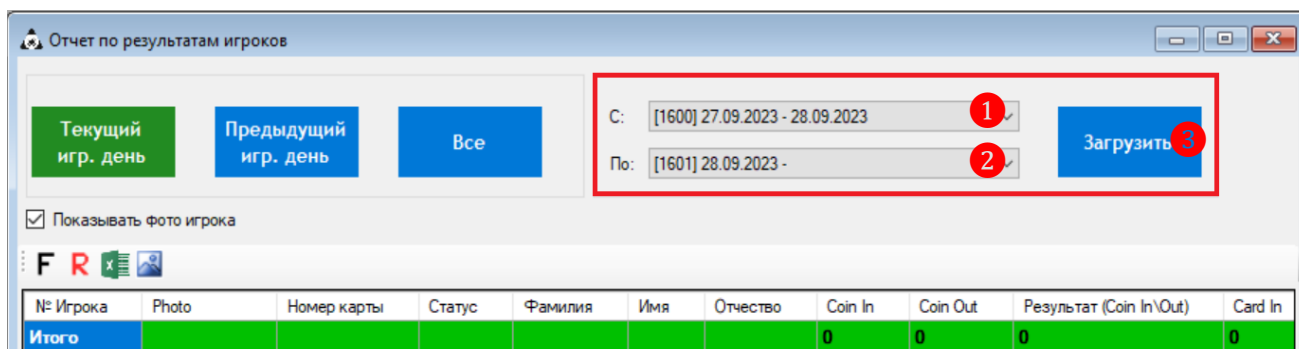 Отчет по результатам игроков
Текущий
игр. день
Предыдущий
игр. день
Все
С: [1600] 27.09.2023 - 28.09.2023 1
По: [1601] 28.09.2023 - 2
Загрузить 3
Показывать фото игрока
F R
№ Игрока Photo Номер карты Статус Фамилия Имя Отчество Coin In Coin Out Результат (Coin In\Out) Card In
Итого 0 0 0 0